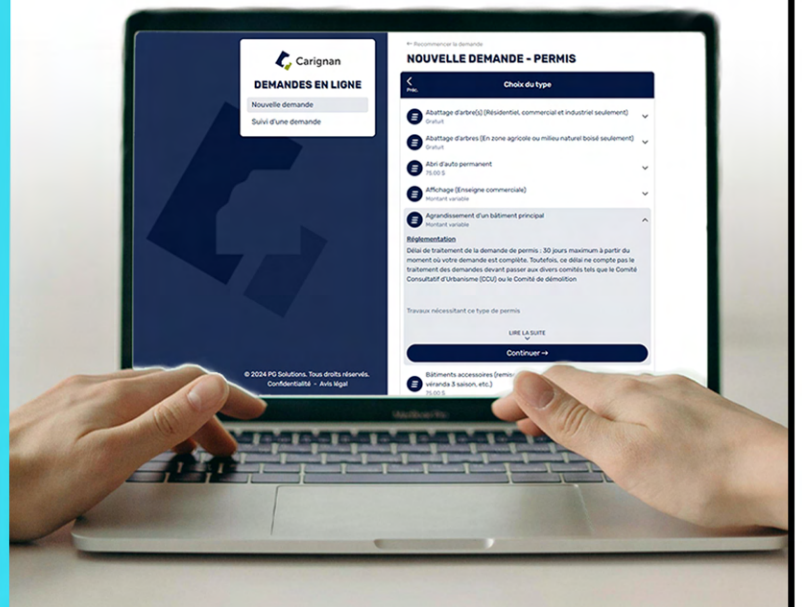 Carignan
DEMANDES EN LIGNE
Nouvelle demande
Suivi d'une demande
© 2024 PG Solutions. Tous droits réservés.
Confidentialité - Avis légal
← Recommencer la demande
NOUVELLE DEMANDE - PERMIS
Préc.
Choix du type
Abattage d'arbre(s) (Résidentiel, commercial et industriel seulement)
Gratuit
Abattage d'arbres (En zone agricole ou milieu naturel boisé seulement)
Gratuit
Abri d'auto permanent
75.00 $
Affichage (Enseigne commerciale)
Montant variable
Agrandissement d'un bâtiment principal
Montant variable
Réglementation
Délai de traitement de la demande de permis : 30 jours maximum à partir du
moment où votre demande est complète. Toutefois, ce délai ne compte pas le
traitement des demandes devant passer aux divers comités tels que le Comité
Consultatif d'Urbanisme (CCU) ou le Comité de démolition
Travaux nécessitant ce type de permis
LIRE LA SUITE
Continuer →
Bâtiments accessoires (remis
véranda 3 saison, etc.)
75.00 $
MacBook Pro